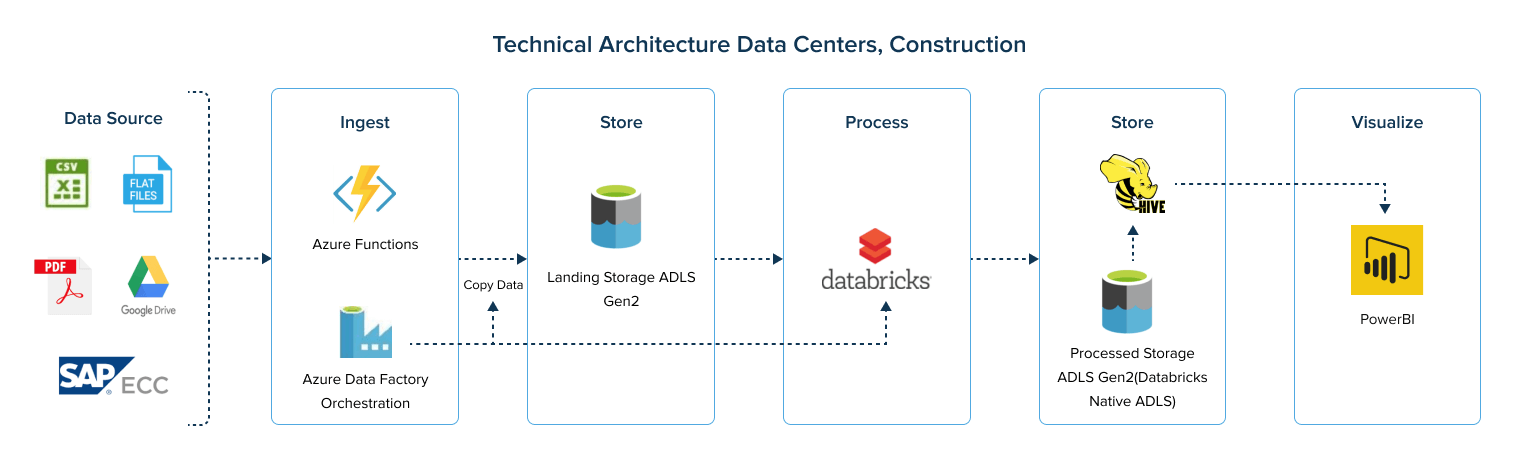 Technical Architecture Data Centers, Construction
Data Source
CSV
FLAT
FILES
PDF
Google Drive
SAP
®
ECC
Ingest
Azure Functions
Azure Data Factory
Orchestration
Copy Data
Store
Landing Storage ADLS
Gen2
Process
databricks
Store
HIVE
Processed Storage
ADLS Gen2(Databricks
Native ADLS)
Visualize
PowerBI